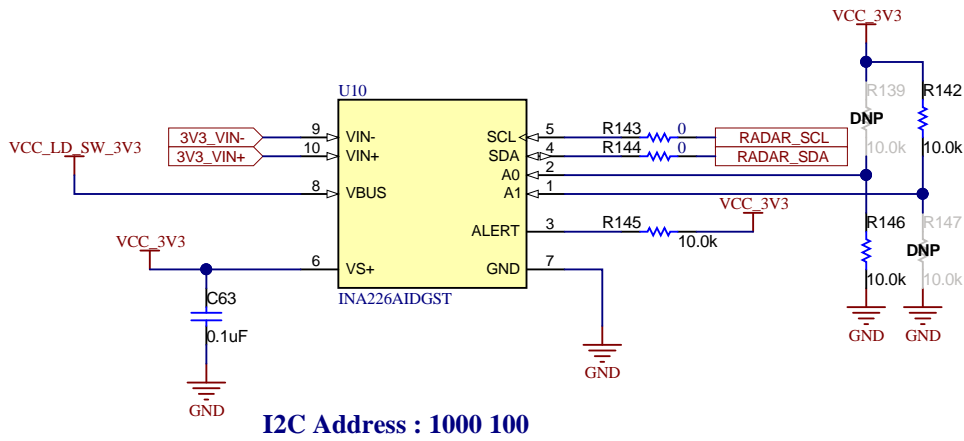 VCC_3V3
U10
R139
R142
DNP
10.0k
10.0k
3V3_VIN-
9
VIN-
SCL
5
R143
0
RADAR_SCL
3V3_VIN+
10
VIN+
SDA
4
R144
0
RADAR_SDA
VCC_LD_SW_3V3
A0
2
8
VBUS
A1
1
VCC_3V3
ALERT
3
R145
10.0k
R146
R147
DNP
VCC_3V3
6
VS+
GND
7
10.0k
10.0k
INA226AIDGST
C63
0.1uF
GND
GND
GND
GND
I2C Address : 1000 100